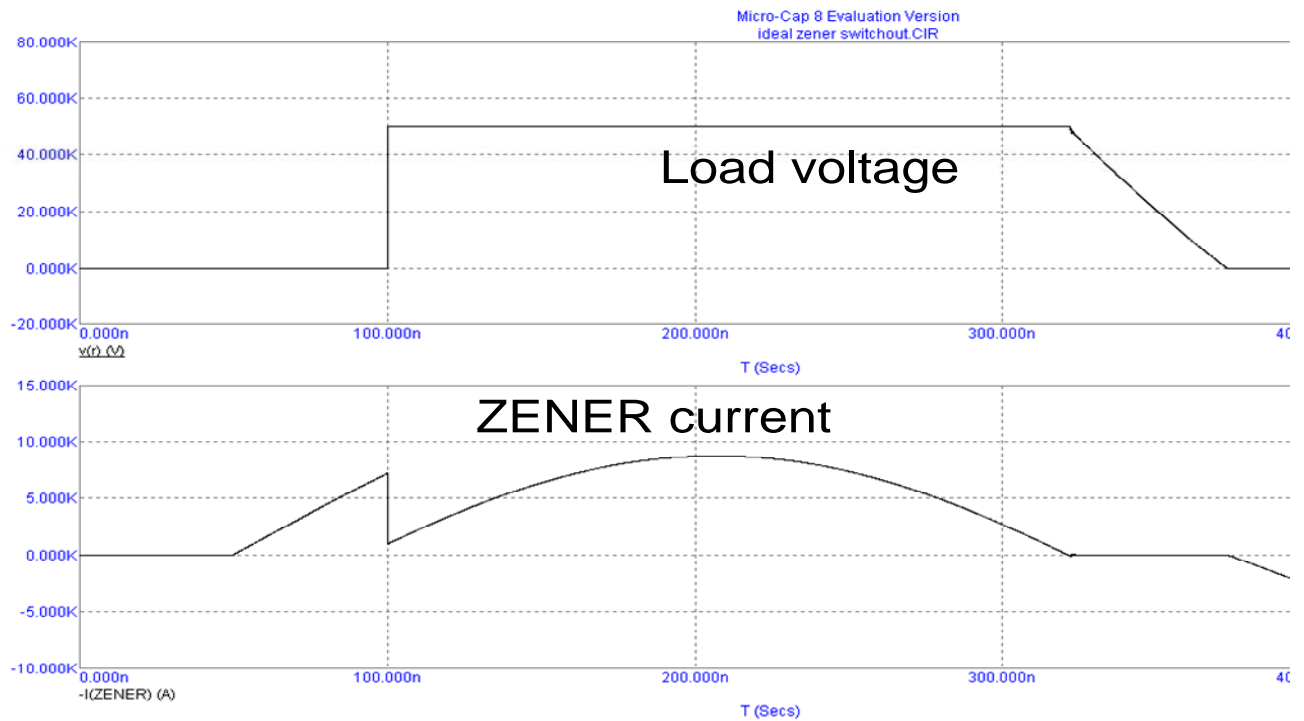 Micro-Cap 8 Evaluation Version
ideal zener switchout.CIR
80.000K
60.000K
40.000K
Load voltage
20.000K
0.000K
-20.000K
0.000n 100.000n 200.000n 300.000n 40
v(r) (V)
T (Secs)
15.000K
ZENER current
10.000K
5.000K
0.000K
-5.000K
-10.000K
0.000n 100.000n 200.000n 300.000n 40
-I(ZENER) (A)
T (Secs)